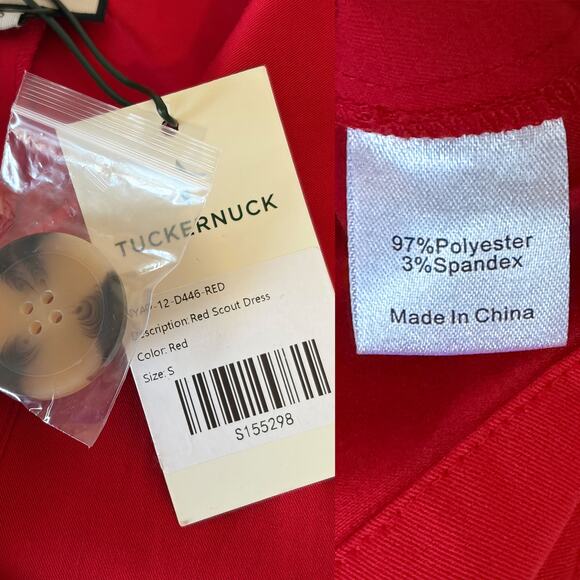 TUCKERNUCK
-12-D446-RED
Description:Red Scout Dress
Color: Red
Size: S
S155298
97%Polyester
3%Spandex
Made In China